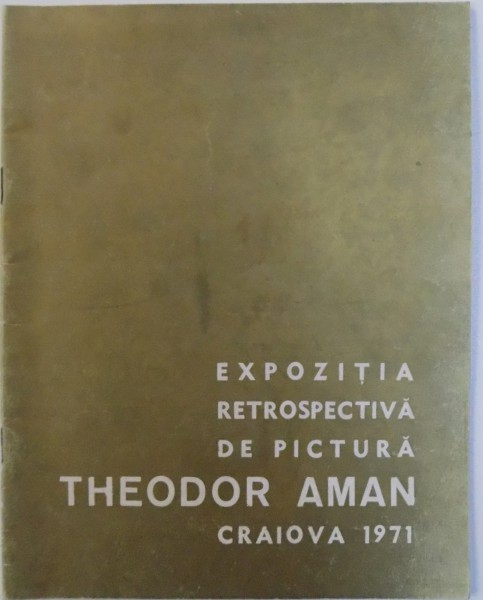 EXPOZIȚIA
RETROSPECTIVĂ
DE PICTURĂ
THEODOR AMAN
CRAIOVA 1971